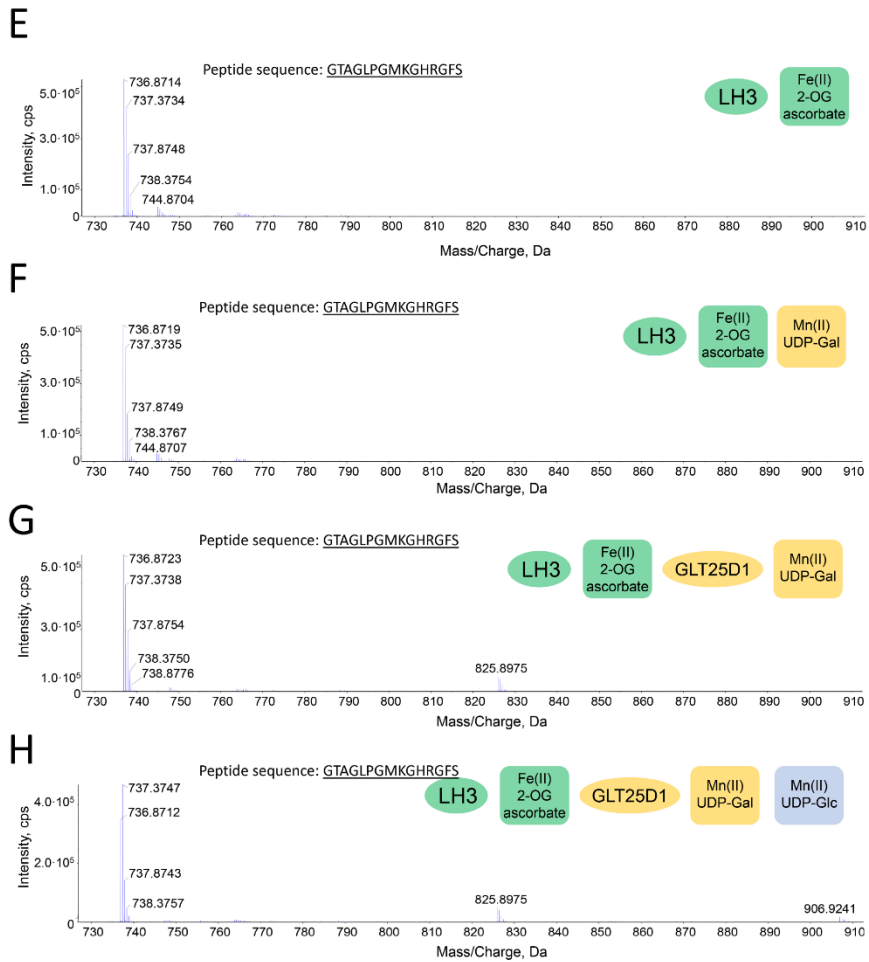 E
Peptide sequence: GTAGLPGMKGHRGFS
LH3
Fe(II)
2-OG
ascorbate
Intensity, cps
5.0·10⁵
3.0·10⁵
1.0·10⁵
0
736.8714
737.3734
737.8748
738.3754
744.8704
730 740 750 760 770 780 790 800 810 820 830 840 850 860 870 880 890 900 910
Mass/Charge, Da
F
Peptide sequence: GTAGLPGMKGHRGFS
LH3
Fe(II)
2-OG
ascorbate
Mn(II)
UDP-Gal
Intensity, cps
5.0·10⁵
3.0·10⁵
1.0·10⁵
0
736.8719
737.3735
737.8749
738.3767
744.8707
730 740 750 760 770 780 790 800 810 820 830 840 850 860 870 880 890 900 910
Mass/Charge, Da
G
Peptide sequence: GTAGLPGMKGHRGFS
LH3
Fe(II)
2-OG
ascorbate
GLT25D1
Mn(II)
UDP-Gal
Intensity, cps
5.0·10⁵
3.0·10⁵
1.0·10⁵
0
736.8723
737.3738
737.8754
738.3750
738.8776
825.8975
730 740 750 760 770 780 790 800 810 820 830 840 850 860 870 880 890 900 910
Mass/Charge, Da
H
Peptide sequence: GTAGLPGMKGHRGFS
LH3
Fe(II)
2-OG
ascorbate
GLT25D1
Mn(II)
UDP-Gal
Mn(II)
UDP-Glc
Intensity, cps
4.0·10⁵
2.0·10⁵
0
737.3747
736.8712
737.8743
738.3757
825.8975
906.9241
730 740 750 760 770 780 790 800 810 820 830 840 850 860 870 880 890 900 910
Mass/Charge, Da